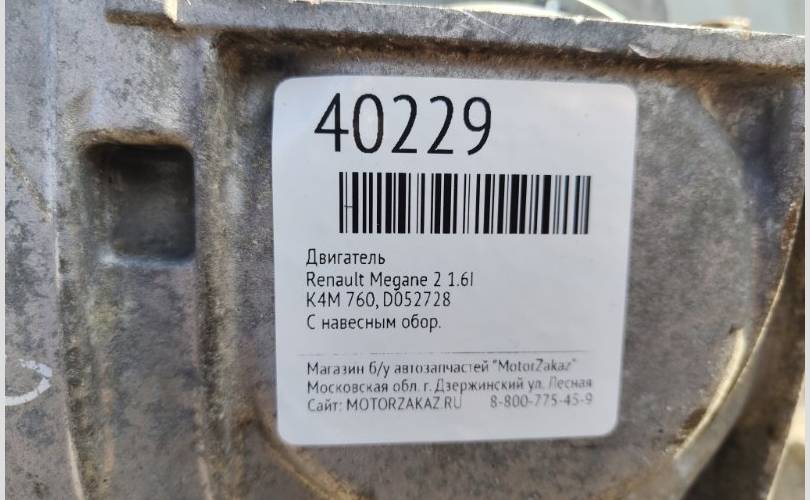 40229
Двигатель
Renault Megane 2 1.6l
K4M 760, D052728
С навесным обор.
Магазин б/у автозапчастей "MotorZakaz"
Московская обл. г. Дзержинский ул. Лесная
Сайт: MOTORZAKAZ.RU 8-800-775-45-9